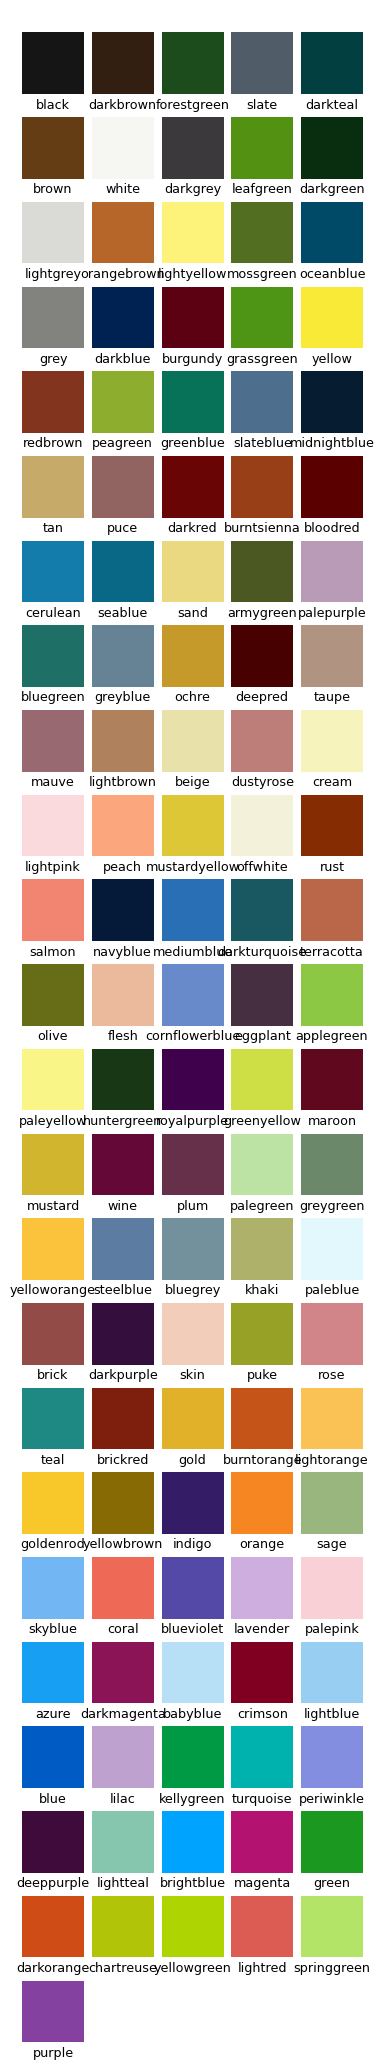 black darkbrown forestgreen slate darkteal
brown white darkgrey leafgreen darkgreen
lightgrey orangebrown lightyellow mossgreen oceanblue
grey darkblue burgundy grassgreen yellow
redbrown peagreen greenblue slateblue midnightblue
tan puce darkred burntsienna bloodred
cerulean seablue sand armygreen palepurple
bluegreen greyblue ochre deepred taupe
mauve lightbrown beige dustyrose cream
lightpink peach mustardyellow offwhite rust
salmon navyblue mediumblue darkturquoise terracotta
olive flesh cornflowerblue eggplant applegreen
paleyellow huntergreen royalpurple greenyellow maroon
mustard wine plum palegreen greygreen
yelloworange steelblue bluegrey khaki paleblue
brick darkpurple skin puke rose
teal brickred gold burntorange lightorange
goldenrod yellowbrown indigo orange sage
skyblue coral blueviolet lavender palepink
azure darkmagenta babyblue crimson lightblue
blue lilac kellygreen turquoise periwinkle
deeppurple lightteal brightblue magenta green
darkorange chartreuse yellowgreen lightred springgreen
purple